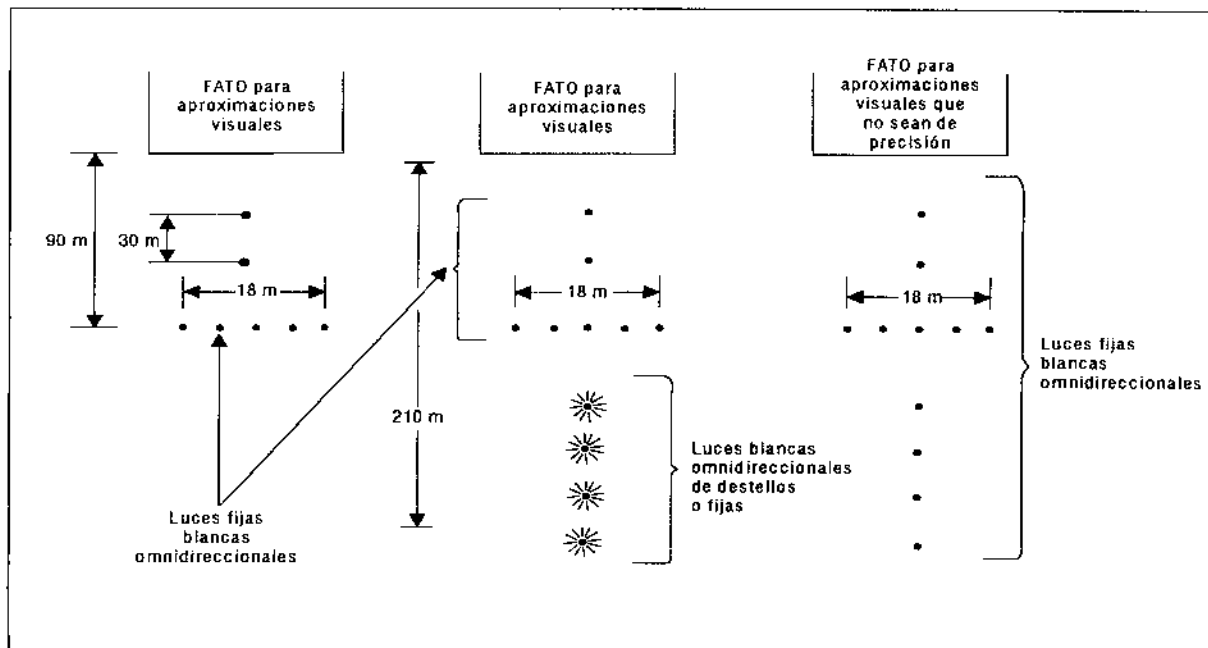 FATO para
aproximaciones
visuales
FATO para
aproximaciones
visuales
FATO para
aproximaciones
visuales que
no sean de
precisión
90 m
30 m
18 m
18 m
18 m
210 m
Luces fijas
blancas
omnidireccionales
Luces blancas
omnidireccionales
de destellos
o fijas
Luces fijas
blancas
omnidireccionales